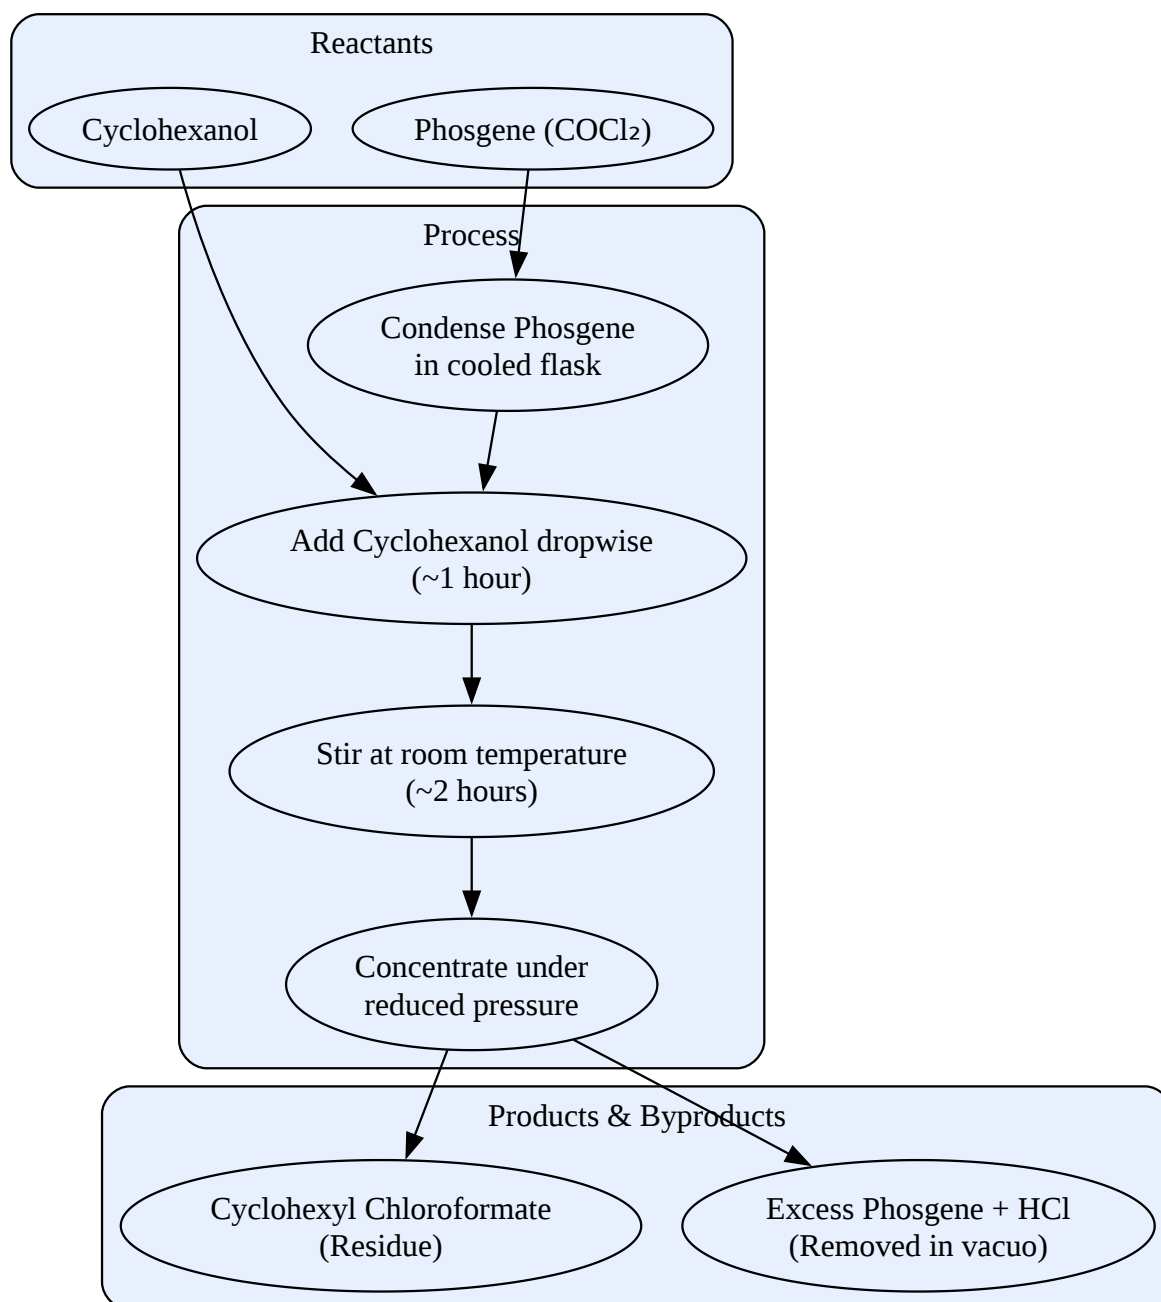 Reactants
Cyclohexanol
Phosgene (COCl₂)
Process
Condense Phosgene
in cooled flask
Add Cyclohexanol dropwise
(~1 hour)
Stir at room temperature
(~2 hours)
Concentrate under
reduced pressure
Products & Byproducts
Cyclohexyl Chloroformate
(Residue)
Excess Phosgene + HCl
(Removed in vacuo)